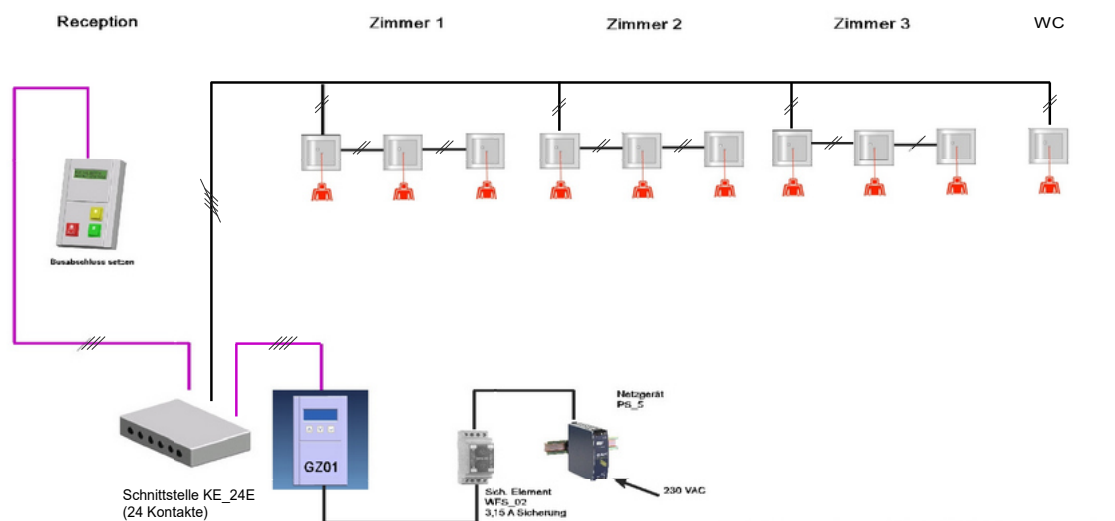 Reception
Zimmer 1
Zimmer 2
Zimmer 3
WC
Busabschluss setzen
Netzgerät
PS_5
GZ01
230 VAC
Schnittstelle KE_24E
(24 Kontakte)
Sich. Element
WFS_02
3,15 A Sicherung